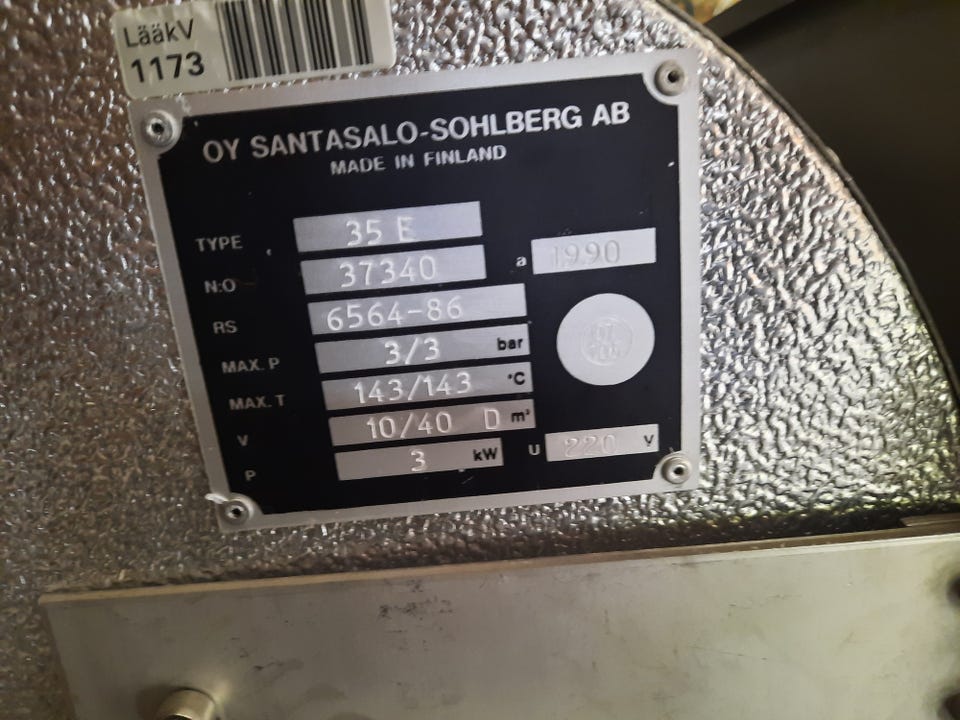 LääkV
1173
OY SANTASALO-SOHLBERG AB
MADE IN FINLAND
TYPE 35 E
N:O 37340 a 1990
RS 6564-86
MAX. P 3/3 bar
MAX. T 143/143 °C
V 10/40 D m³
P 3 kW U 220 V